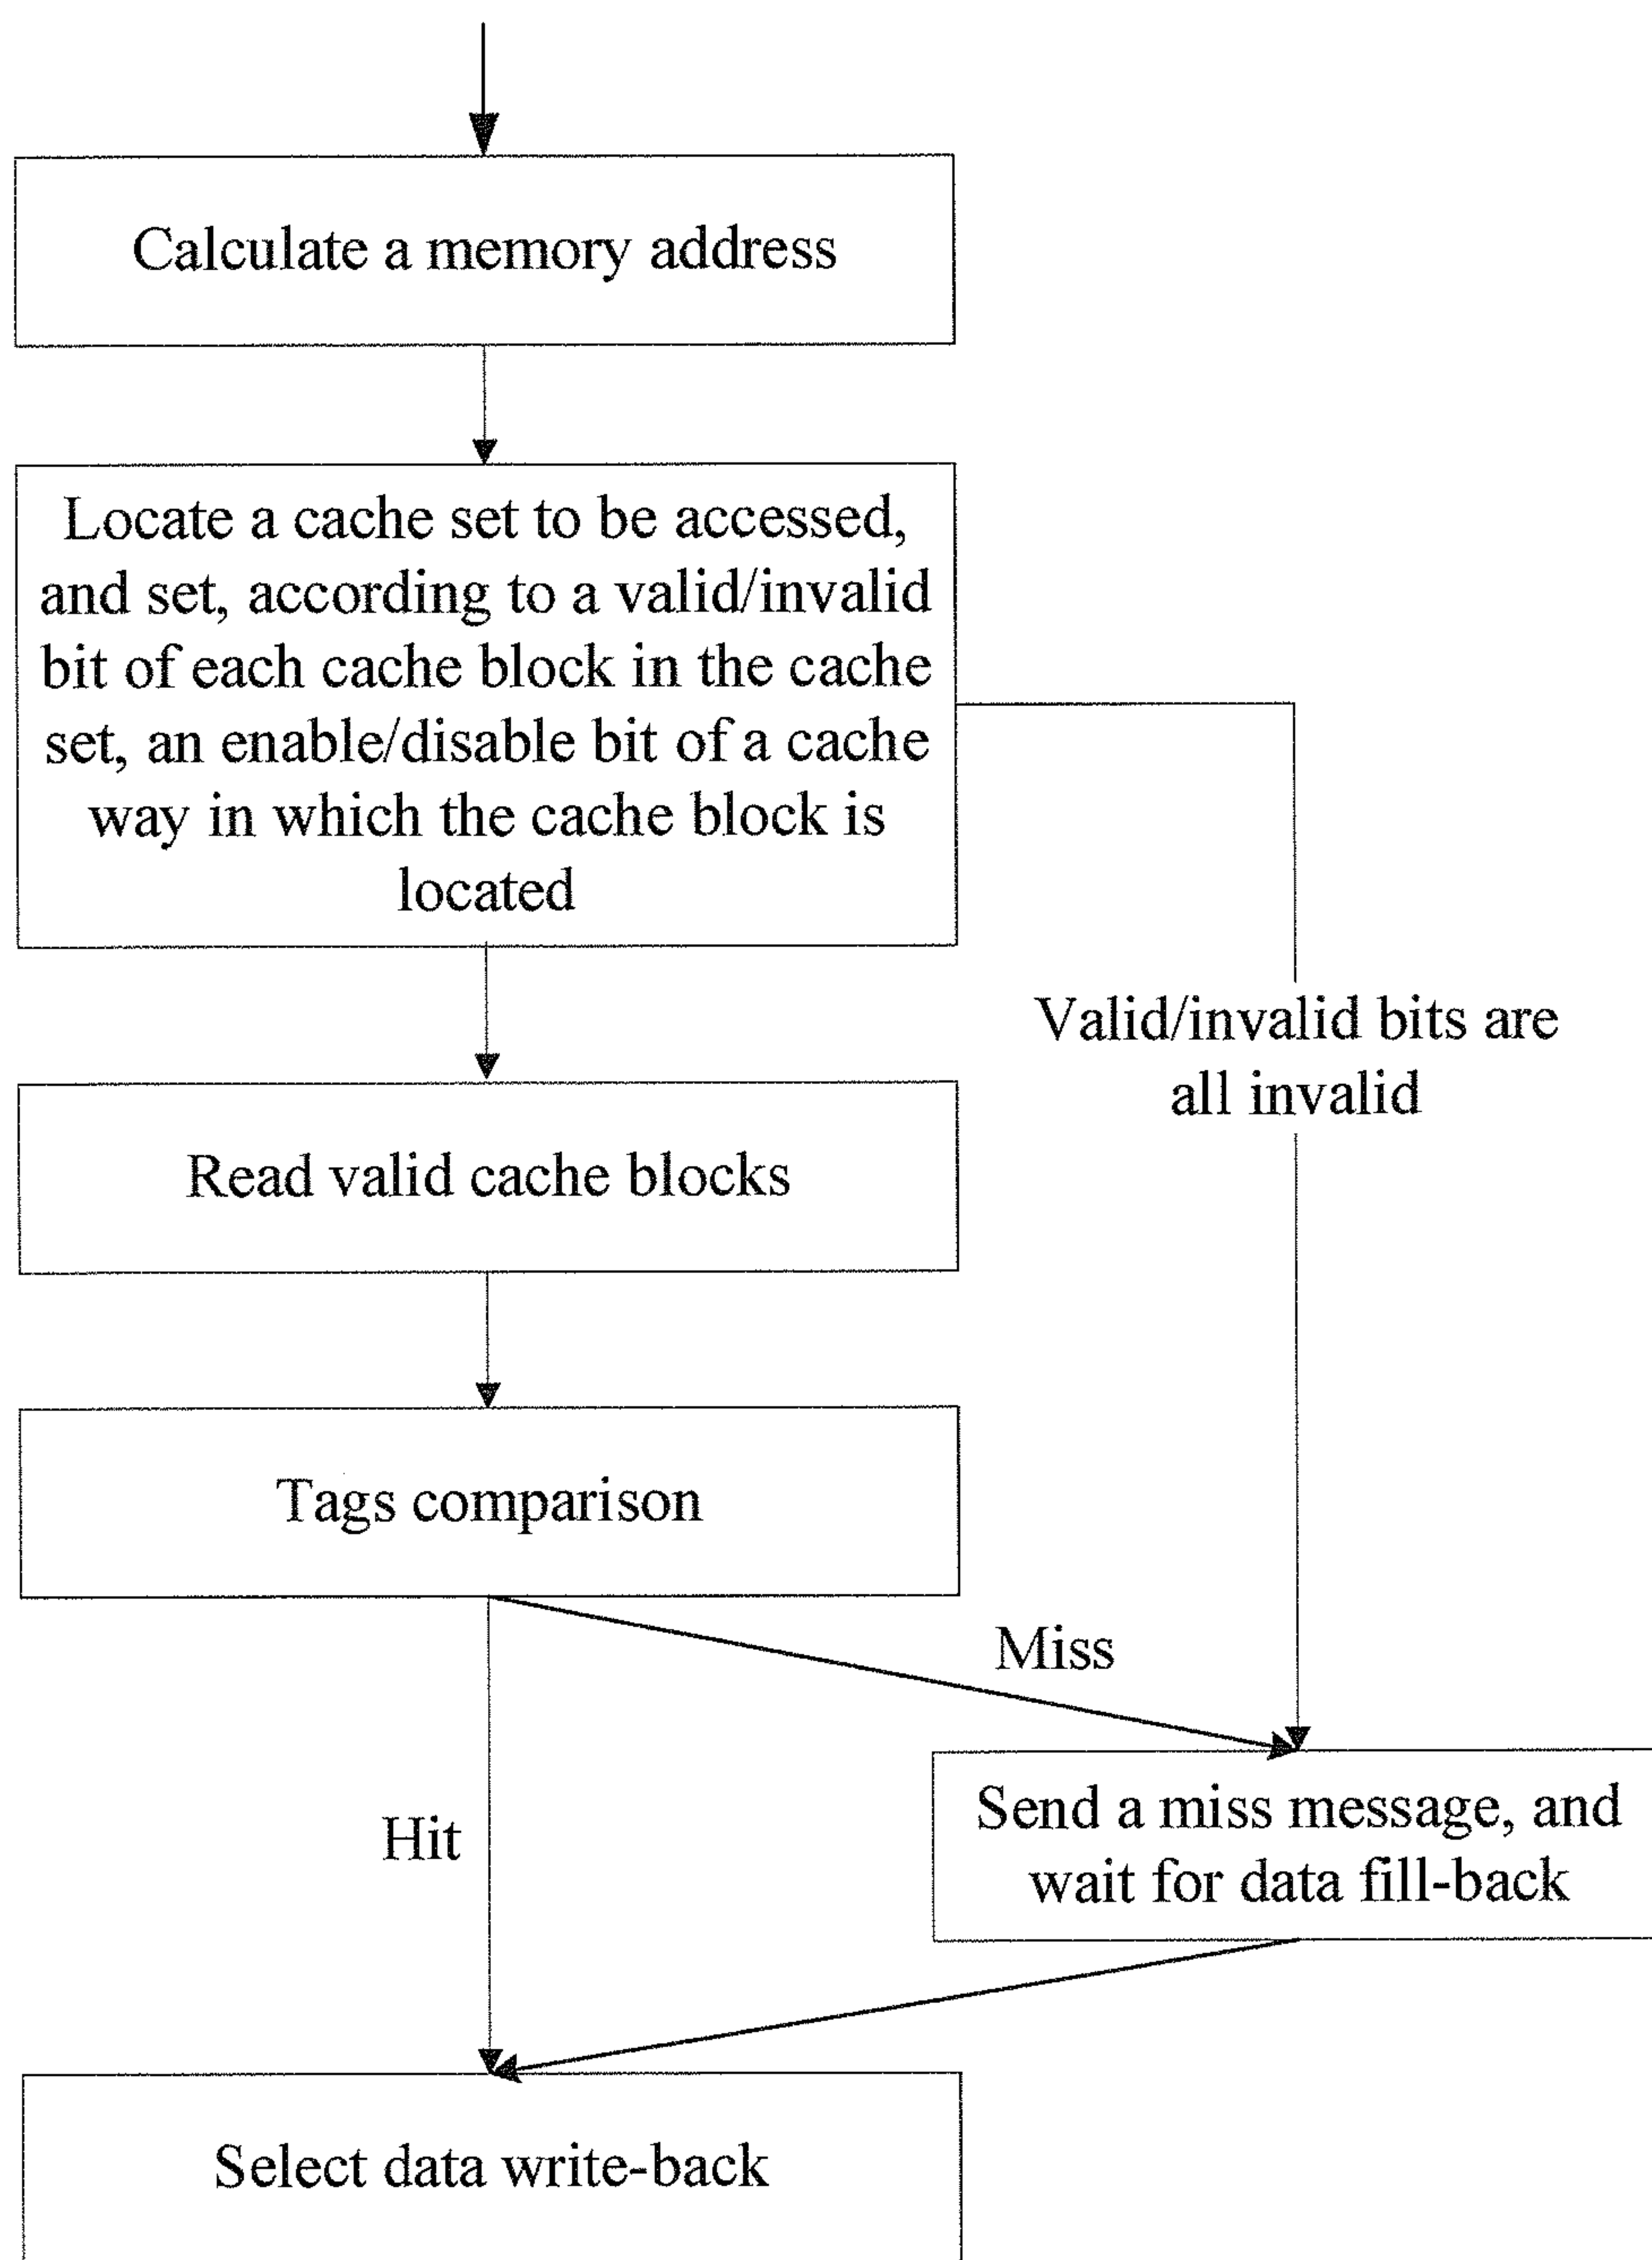 Calculate a memory address
Locate a cache set to be accessed,
and set, according to a valid/invalid
bit of each cache block in the cache
set, an enable/disable bit of a cache
way in which the cache block is
located
Valid/invalid bits are
all invalid
Read valid cache blocks
Tags comparison
Miss
Hit
Send a miss message, and
wait for data fill-back
Select data write-back